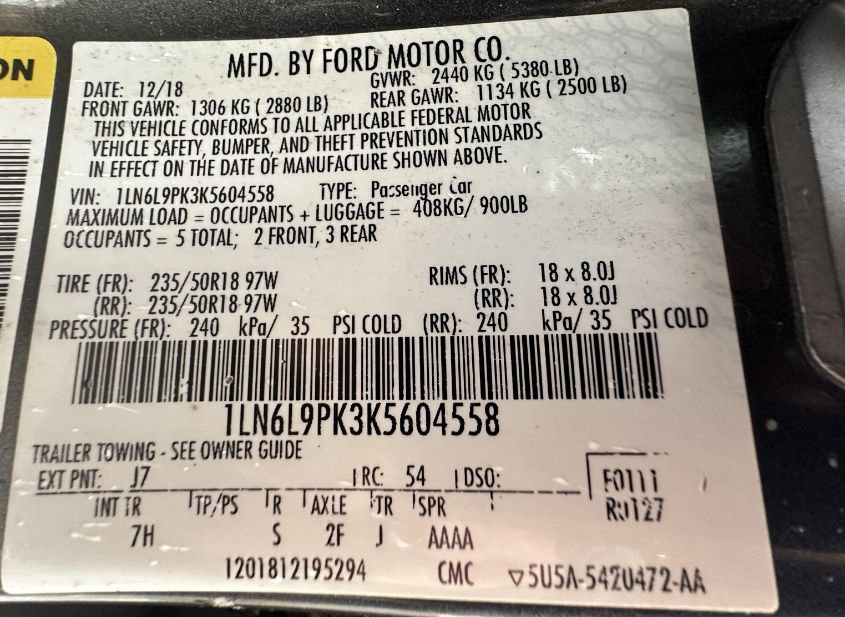 ON
MFD. BY FORD MOTOR CO.
DATE: 12/18 GVWR: 2440 KG ( 5380 LB)
FRONT GAWR: 1306 KG ( 2880 LB) REAR GAWR: 1134 KG ( 2500 LB)
THIS VEHICLE CONFORMS TO ALL APPLICABLE FEDERAL MOTOR
VEHICLE SAFETY, BUMPER, AND THEFT PREVENTION STANDARDS
IN EFFECT ON THE DATE OF MANUFACTURE SHOWN ABOVE.
VIN: 1LN6L9PK3K5604558 TYPE: Passenger Car
MAXIMUM LOAD = OCCUPANTS + LUGGAGE = 408KG/ 900LB
OCCUPANTS = 5 TOTAL; 2 FRONT, 3 REAR
TIRE (FR): 235/50R18 97W RIMS (FR): 18 x 8.0J
(RR): 235/50R18 97W (RR): 18 x 8.0J
PRESSURE (FR): 240 kPa/ 35 PSI COLD (RR): 240 kPa/ 35 PSI COLD
1LN6L9PK3K5604558
TRAILER TOWING - SEE OWNER GUIDE
EXT PNT: J7 RC: 54 DSO: F0111
INT TR TP/PS R AXLE TR SPR R0127
7H S 2F J AAAA
1201812195294 CMC ▽5U5A-5420472-AA